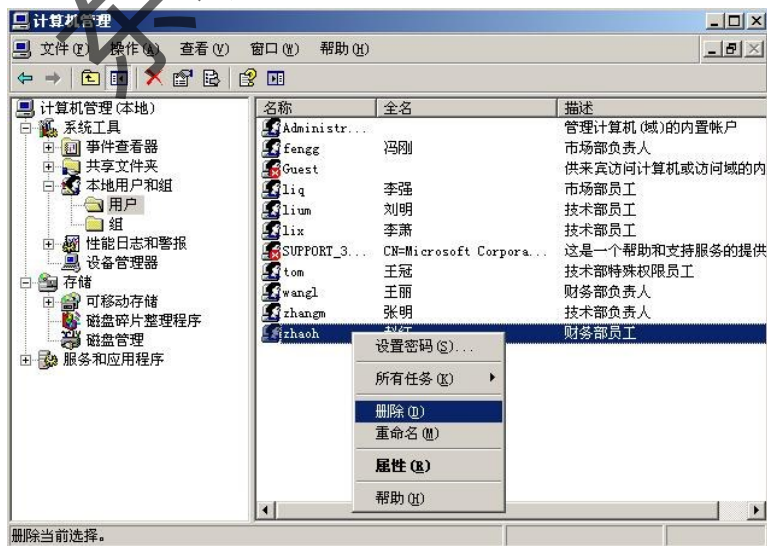 计算机管理
文件(F) 操作(A) 查看(V) 窗口(W) 帮助(H)
计算机管理(本地)
系统工具
事件查看器
共享文件夹
本地用户和组
用户
组
性能日志和警报
设备管理器
存储
可移动存储
磁盘碎片整理程序
磁盘管理
服务和应用程序
名称 全名 描述
Administr... 管理计算机(域)的内置帐户
fengg 冯刚 市场部负责人
Guest 供来宾访问计算机或访问域的内
liq 李强 市场部员工
lium 刘明 技术部员工
lix 李萧 技术部员工
SUPPORT_3... CN=Microsoft Corpora... 这是一个帮助和支持服务的提供
tom 王冠 技术部特殊权限员工
wangl 王丽 财务部负责人
zhangm 张明 技术部负责人
zhaoh 赵红 财务部员工
设置密码(S)...
所有任务(K)
删除(D)
重命名(M)
属性(R)
帮助(H)
删除当前选择。